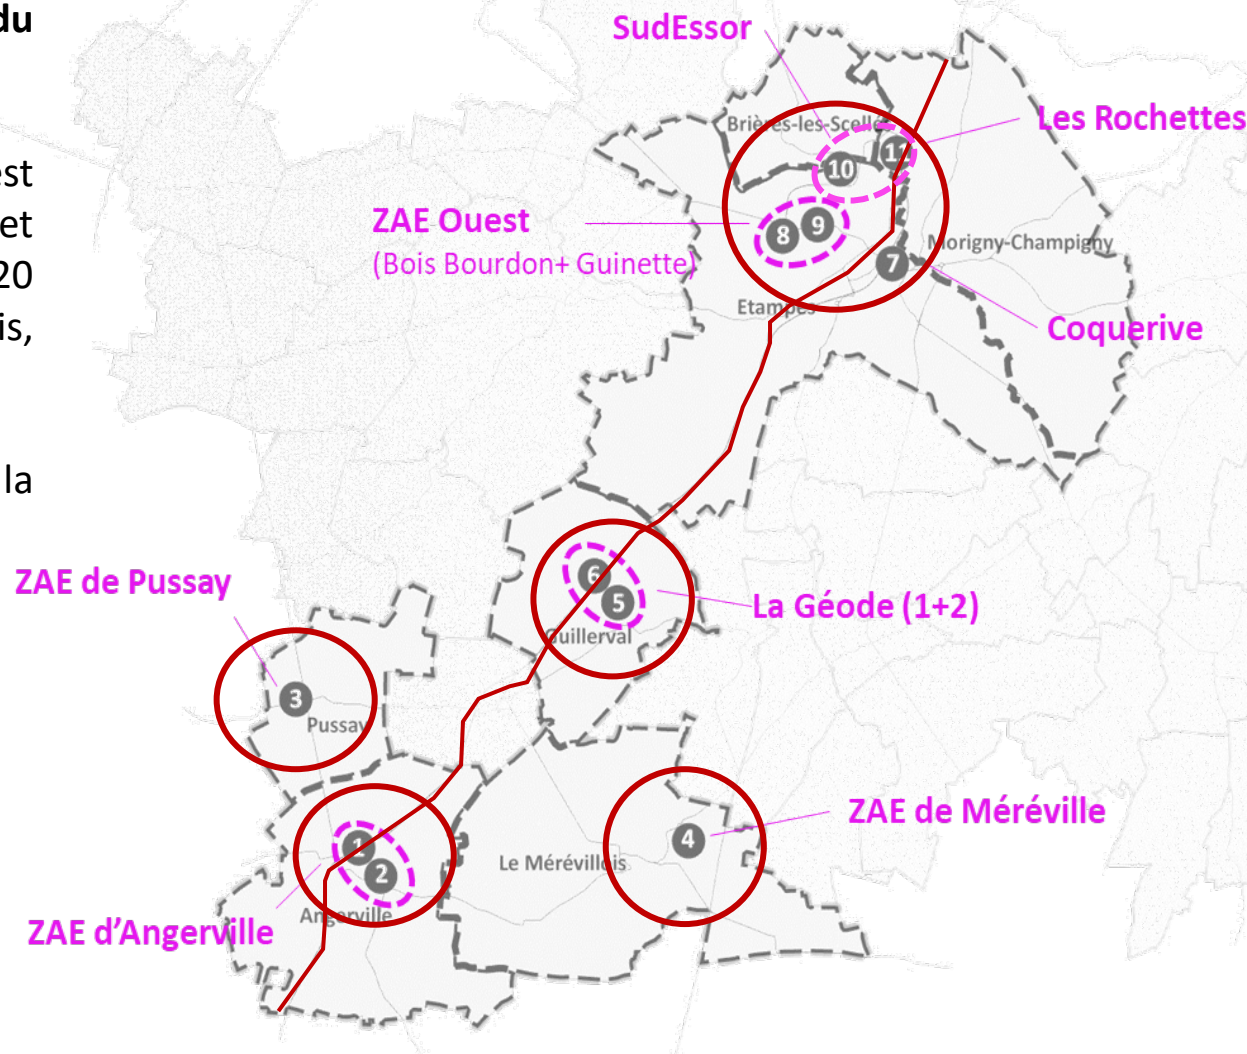 du
est
et
20
is,
la
SudEssor
Les Rochettes
Brières-les-Scellé
10
11
ZAE Ouest
(Bois Bourdon+ Guinette)
8
9
Morigny-Champigny
7
Etampes
Coquerive
ZAE de Pussay
6
5
La Géode (1+2)
Guillerval
3
Pussay
ZAE de Méréville
4
1
2
Le Mérévillois
Angerville
ZAE d'Angerville